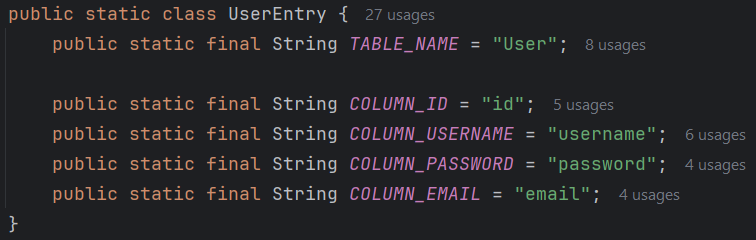 public static class UserEntry { 27 usages
public static final String TABLE_NAME = "User"; 8 usages
public static final String COLUMN_ID = "id"; 5 usages
public static final String COLUMN_USERNAME = "username"; 6 usages
public static final String COLUMN_PASSWORD = "password"; 4 usages
public static final String COLUMN_EMAIL = "email"; 4 usages
}